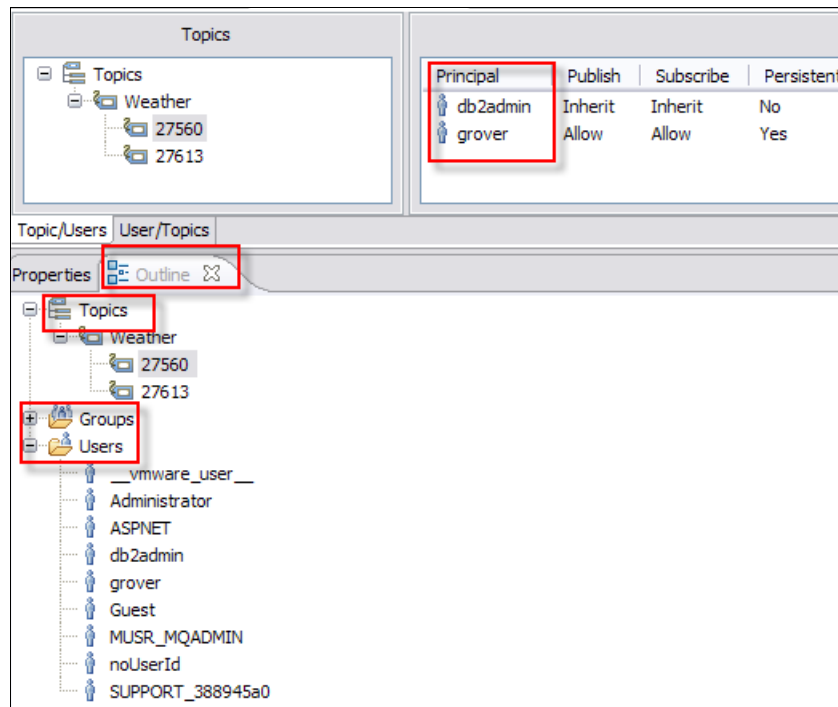 Topics
Topics
Weather
27560
27613
Principal Publish Subscribe Persistent
db2admin Inherit Inherit No
grover Allow Allow Yes
Topic/Users User/Topics
Properties Outline
Topics
Weather
27560
27613
Groups
Users
__vmware_user__
Administrator
ASPNET
db2admin
grover
Guest
MUSR_MQADMIN
noUserId
SUPPORT_388945a0